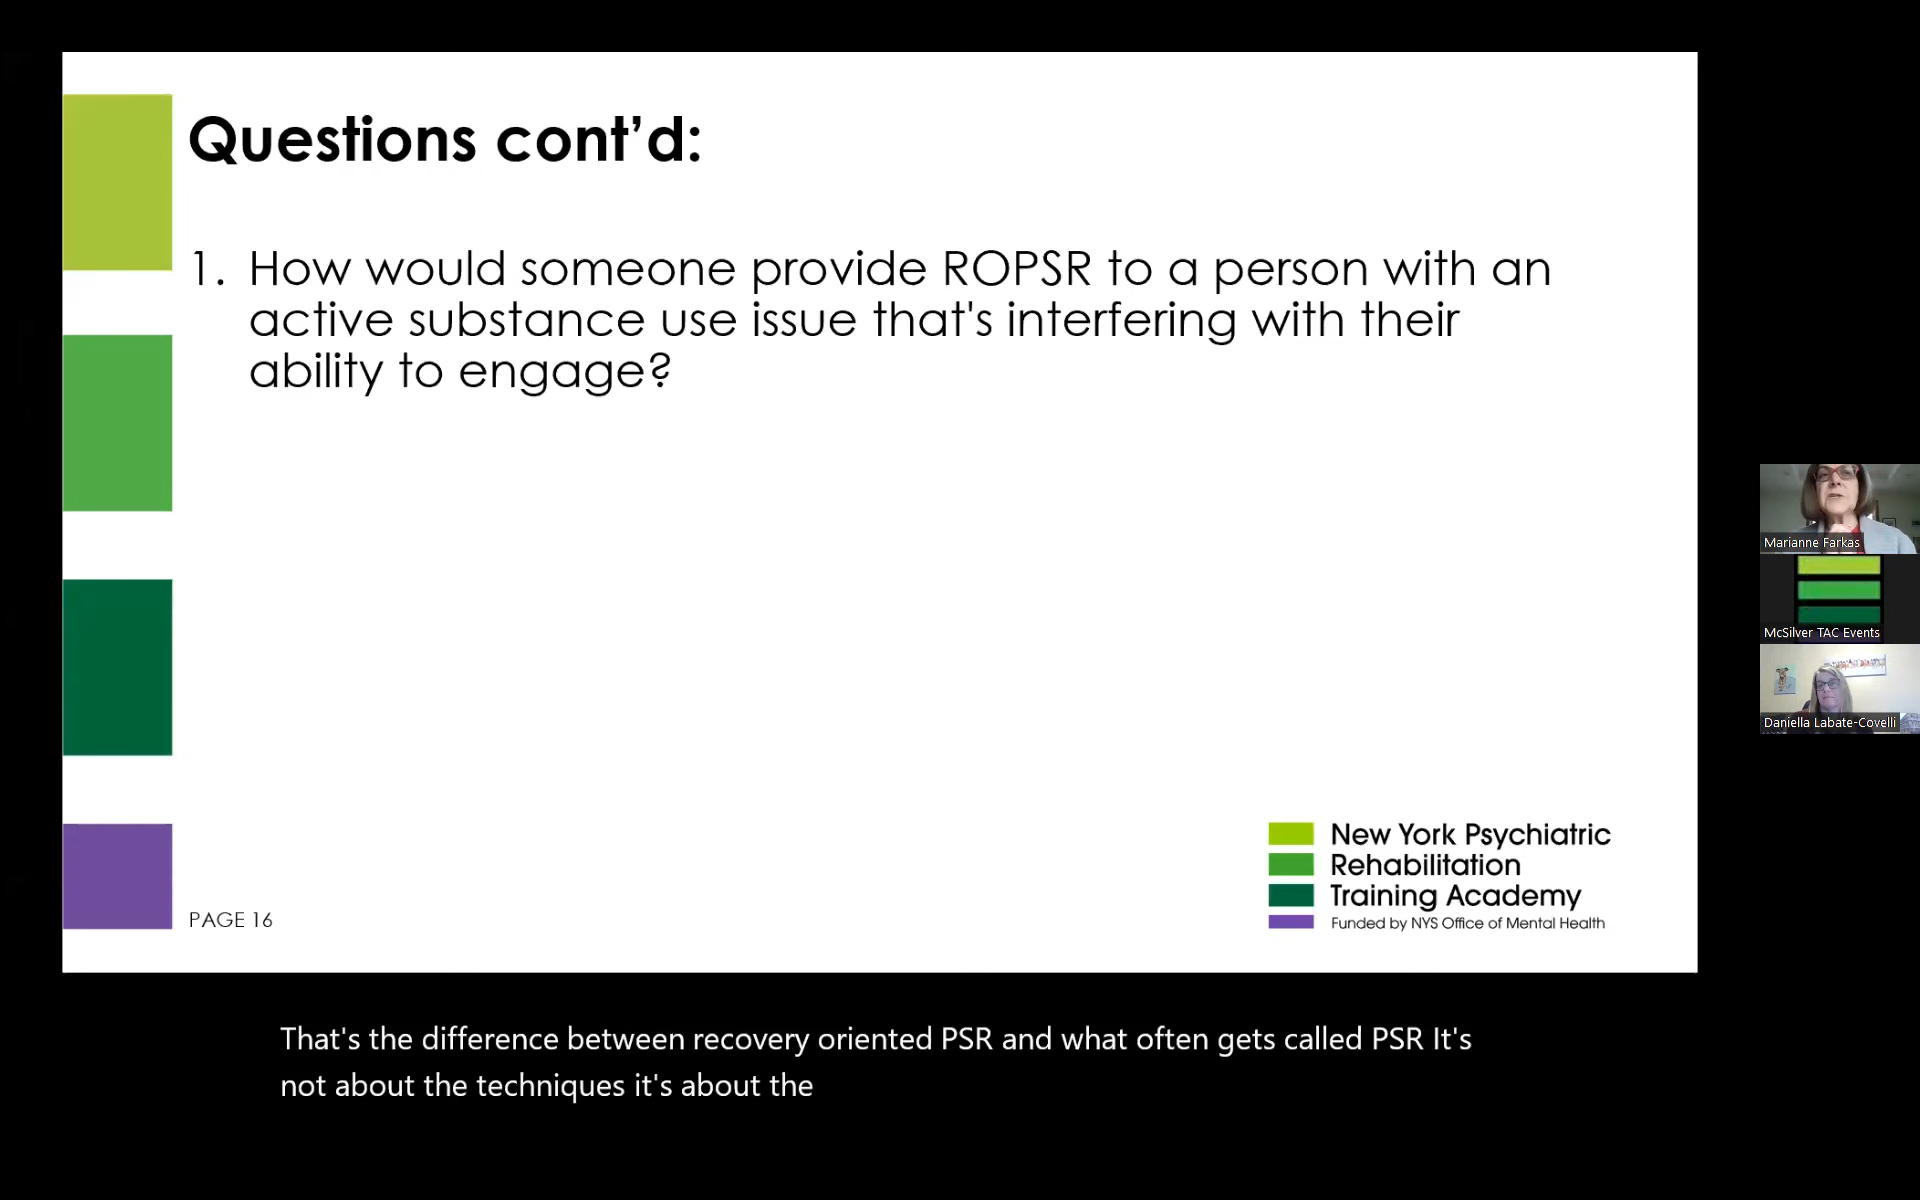 Questions cont’d:
1. How would someone provide ROPSR to a person with an
active substance use issue that's interfering with their
ability to engage?
PAGE 16
New York Psychiatric
Rehabilitation
Training Academy
Funded by NYS Office of Mental Health
Marianne Farkas
McSilver TAC Events
Daniella Labate-Covelli
That's the difference between recovery oriented PSR and what often gets called PSR It's
not about the techniques it's about the